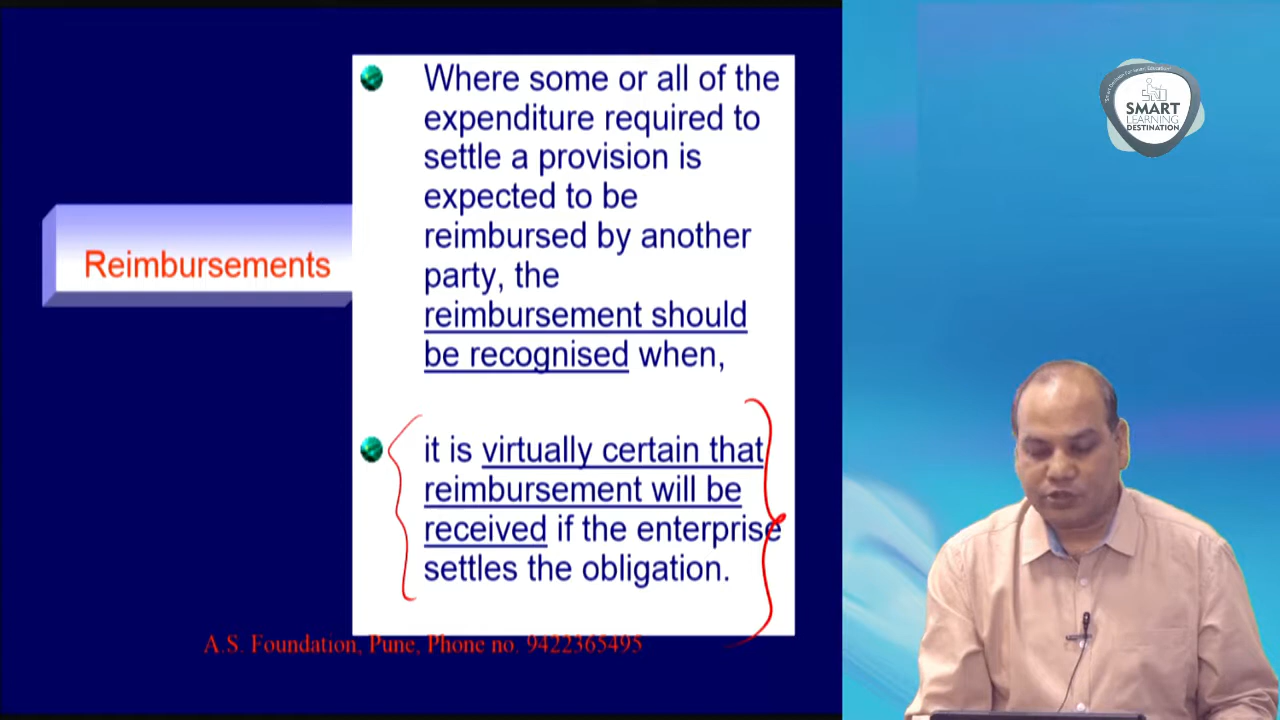 Where some or all of the
expenditure required to
settle a provision is
expected to be
reimbursed by another
party, the
reimbursement should
be recognised when,
Reimbursements
it is virtually certain that
reimbursement will be
received if the enterprise
settles the obligation.
A.S. Foundation, Pune, Phone no. 9422365495
SMART
LEARNING
DESTINATION